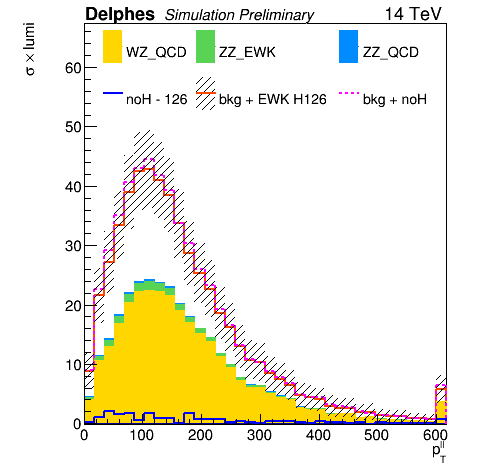 Delphes Simulation Preliminary 14 TeV
σ × lumi
WZ_QCD ZZ_EWK ZZ_QCD
noH - 126 bkg + EWK H126 bkg + noH
60
50
40
30
20
10
0
0 100 200 300 400 500 600
p_T^ll